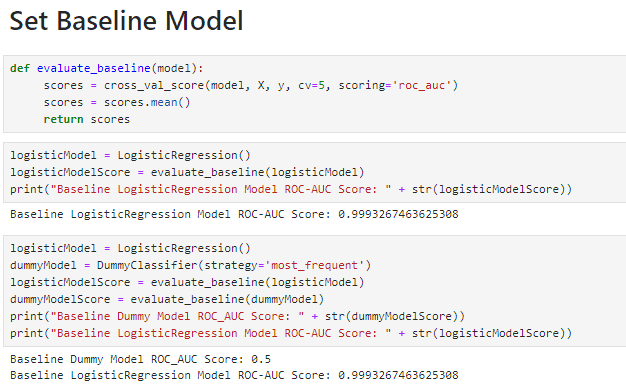 Set Baseline Model
def evaluate_baseline(model):
scores = cross_val_score(model, X, y, cv=5, scoring='roc_auc')
scores = scores.mean()
return scores
logisticModel = LogisticRegression()
logisticModelScore = evaluate_baseline(logisticModel)
print("Baseline LogisticRegression Model ROC-AUC Score: " + str(logisticModelScore))
Baseline LogisticRegression Model ROC-AUC Score: 0.9993267463625308
logisticModel = LogisticRegression()
dummyModel = DummyClassifier(strategy='most_frequent')
logisticModelScore = evaluate_baseline(logisticModel)
dummyModelScore = evaluate_baseline(dummyModel)
print("Baseline Dummy Model ROC_AUC Score: " + str(dummyModelScore))
print("Baseline LogisticRegression Model ROC-AUC Score: " + str(logisticModelScore))
Baseline Dummy Model ROC_AUC Score: 0.5
Baseline LogisticRegression Model ROC-AUC Score: 0.9993267463625308